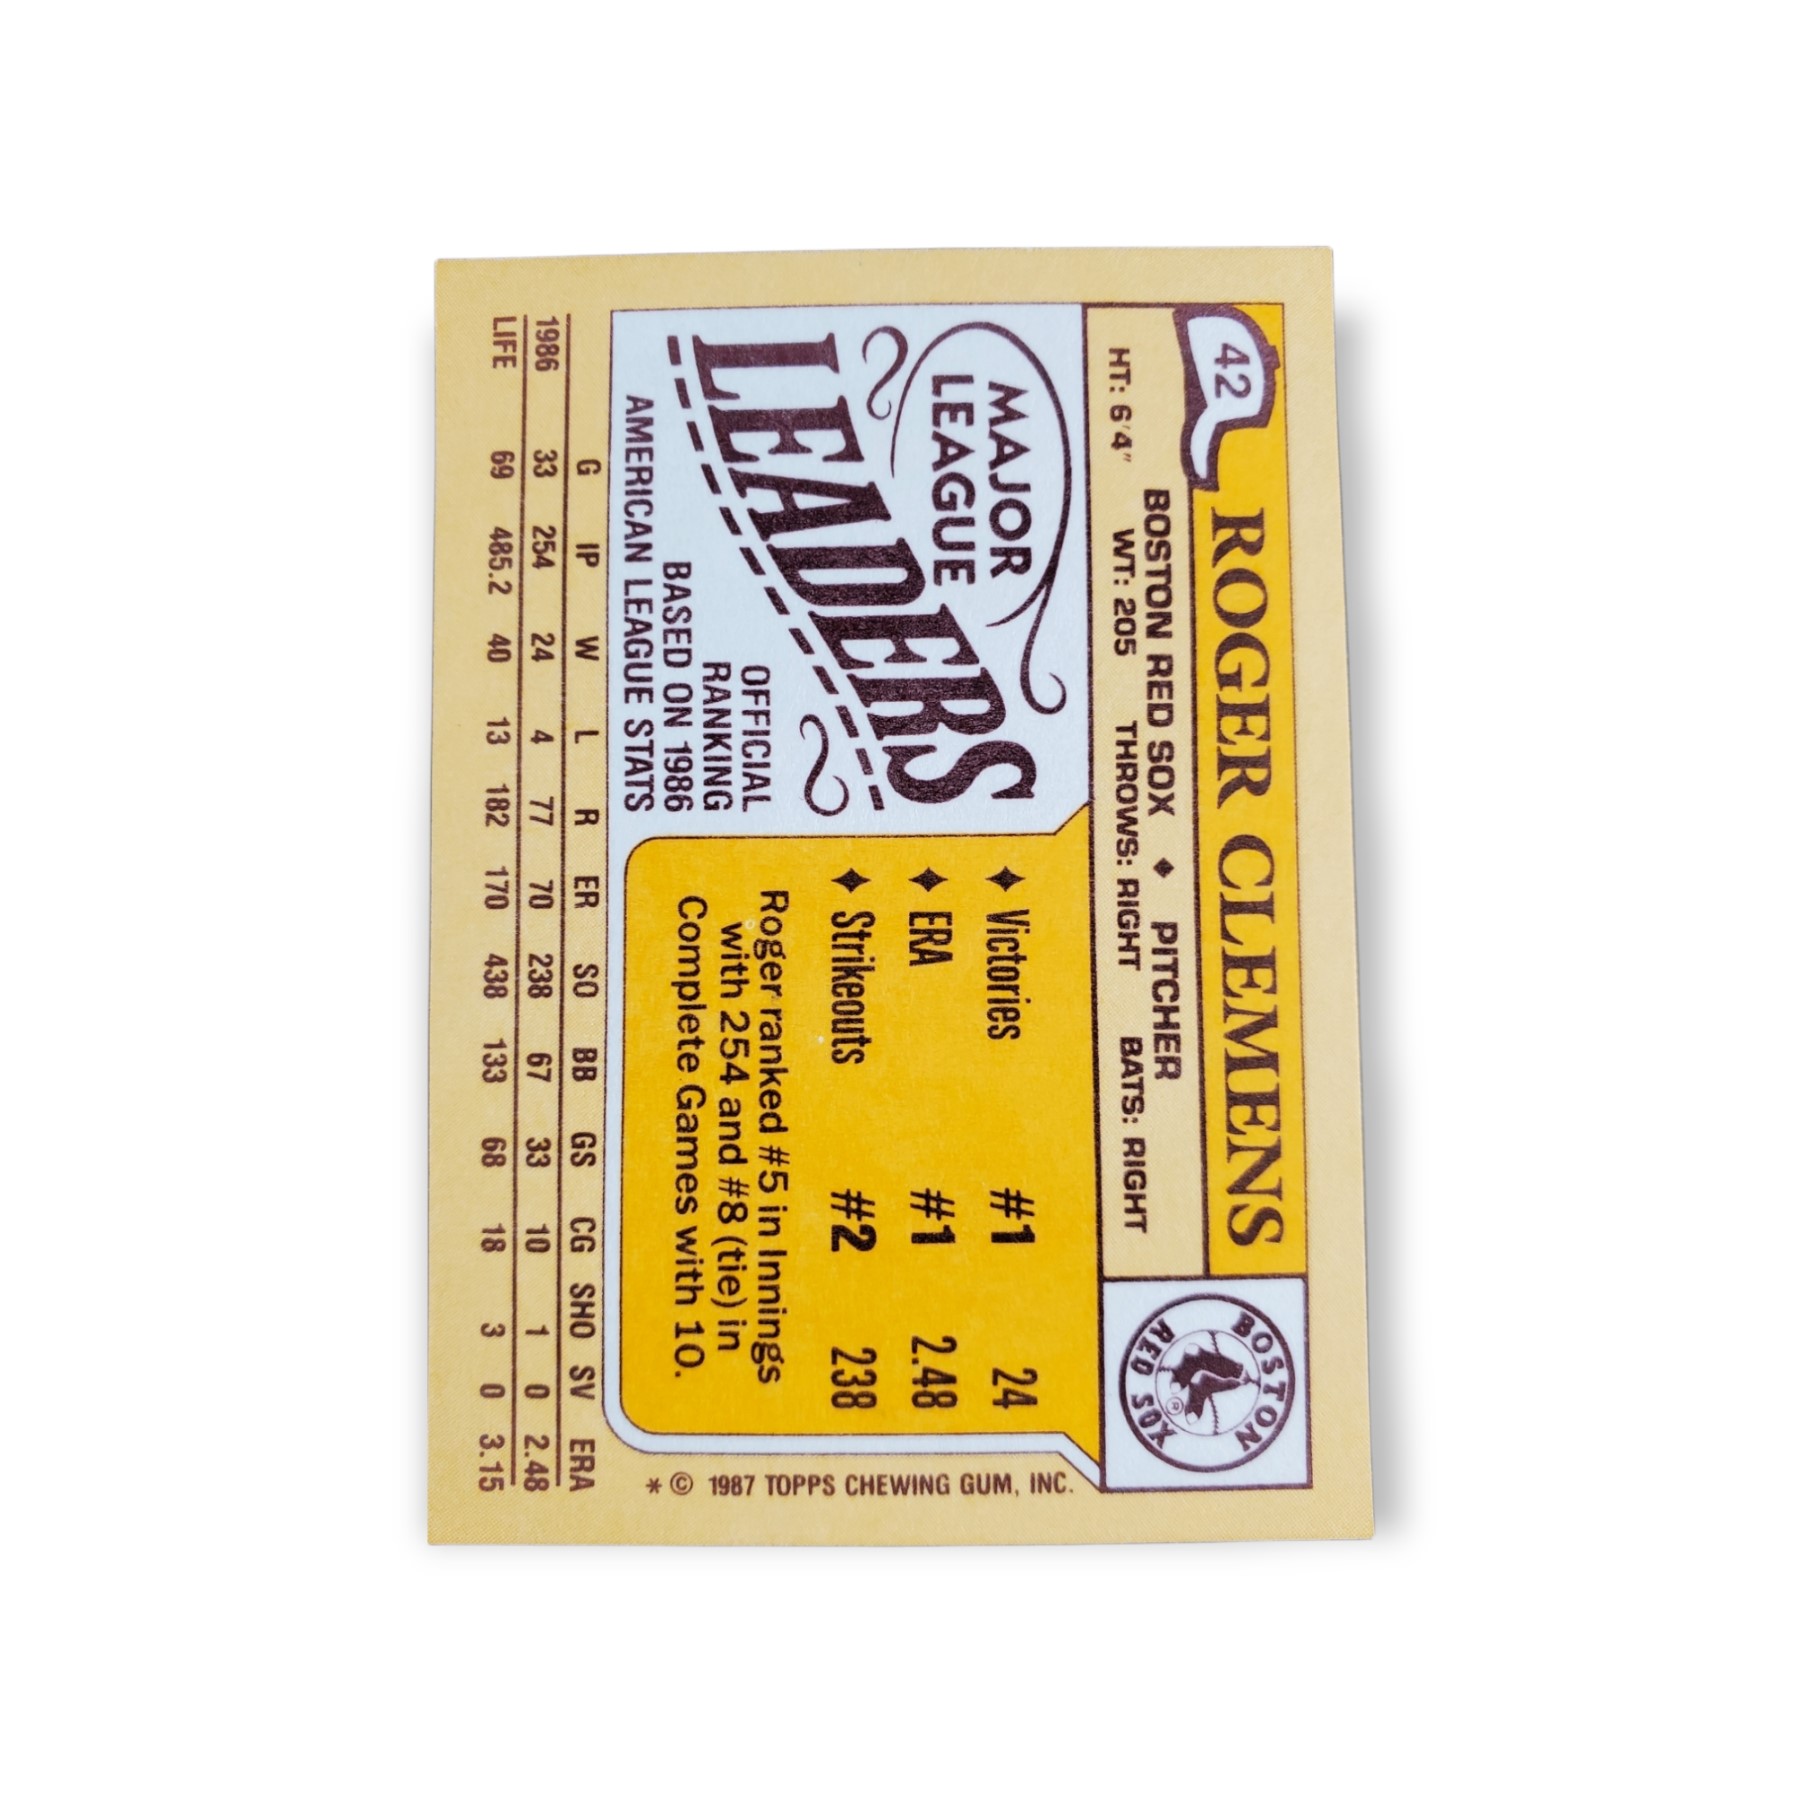 42
ROGER CLEMENS
BOSTON RED SOX ♦ PITCHER
HT: 6'4" WT: 205 THROWS: RIGHT BATS: RIGHT
BOSTON RED SOX
®
MAJOR
LEAGUE
LEADERS
OFFICIAL
RANKING
BASED ON 1986
AMERICAN LEAGUE STATS
✦ Victories #1 24
✦ ERA #1 2.48
✦ Strikeouts #2 238
Roger ranked #5 in Innings
with 254 and #8 (tie) in
Complete Games with 10.
* © 1987 TOPPS CHEWING GUM, INC.
G IP W L R ER SO BB GS CG SHO SV ERA
1986 33 254 24 4 77 70 238 67 33 10 1 0 2.48
LIFE 69 485.2 40 13 182 170 438 133 68 18 3 0 3.15